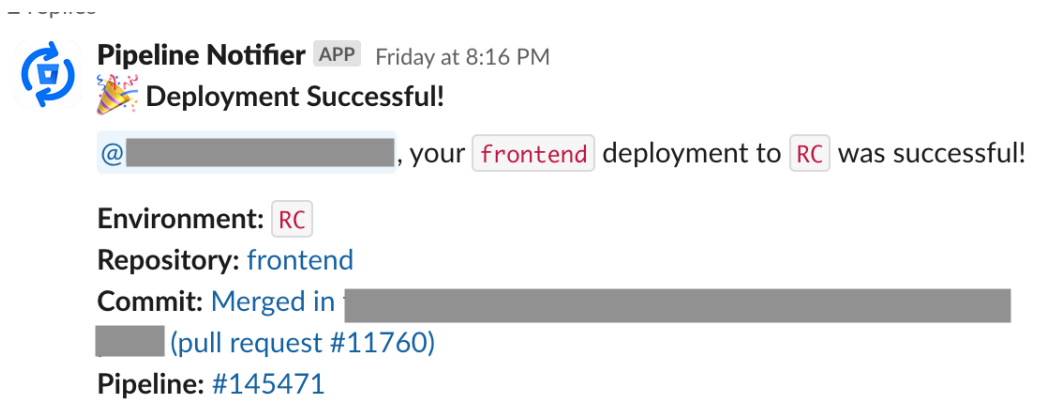 Pipeline Notifier APP Friday at 8:16 PM
🎉 Deployment Successful!
@, your frontend deployment to RC was successful!
Environment: RC
Repository: frontend
Commit: Merged in
(pull request #11760)
Pipeline: #145471